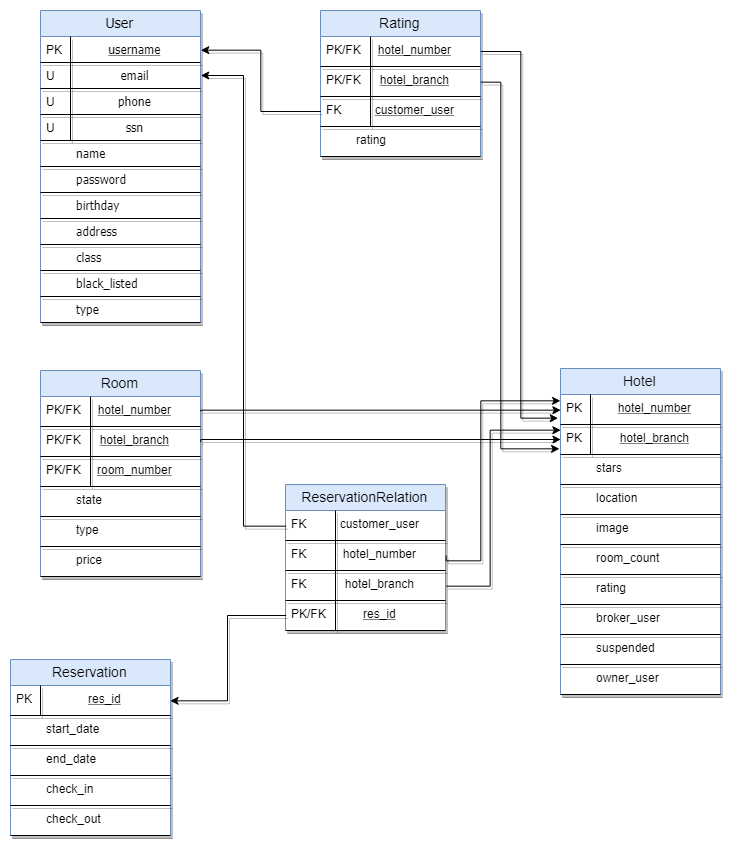 User
PK username
U email
U phone
U ssn
name
password
birthday
address
class
black_listed
type
Rating
PK/FK hotel_number
PK/FK hotel_branch
FK customer_user
rating
Room
PK/FK hotel_number
PK/FK hotel_branch
PK/FK room_number
state
type
price
Hotel
PK hotel_number
PK hotel_branch
stars
location
image
room_count
rating
broker_user
suspended
owner_user
ReservationRelation
FK customer_user
FK hotel_number
FK hotel_branch
PK/FK res_id
Reservation
PK res_id
start_date
end_date
check_in
check_out